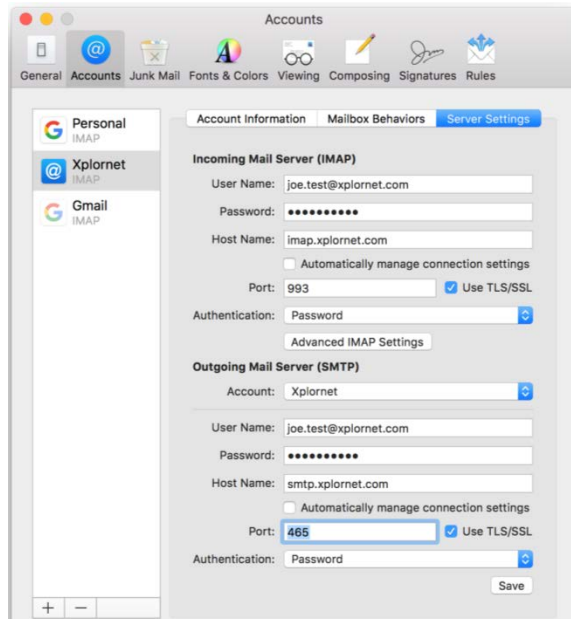 Accounts
General Accounts Junk Mail Fonts & Colors Viewing Composing Signatures Rules
Personal
IMAP
Xplornet
IMAP
Gmail
IMAP
Account Information Mailbox Behaviors Server Settings
Incoming Mail Server (IMAP)
User Name: joe.test@xplornet.com
Password: ••••••••••
Host Name: imap.xplornet.com
Automatically manage connection settings
Port: 993 Use TLS/SSL
Authentication: Password
Advanced IMAP Settings
Outgoing Mail Server (SMTP)
Account: Xplornet
User Name: joe.test@xplornet.com
Password: ••••••••••
Host Name: smtp.xplornet.com
Automatically manage connection settings
Port: 465 Use TLS/SSL
Authentication: Password
Save